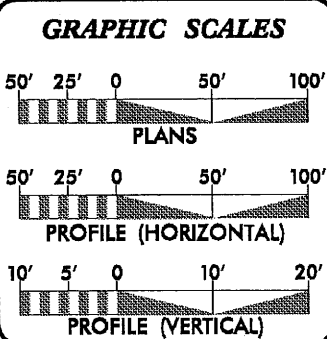 GRAPHIC SCALES
50' 25' 0 50' 100'
PLANS
50' 25' 0 50' 100'
PROFILE (HORIZONTAL)
10' 5' 0 10' 20'
PROFILE (VERTICAL)